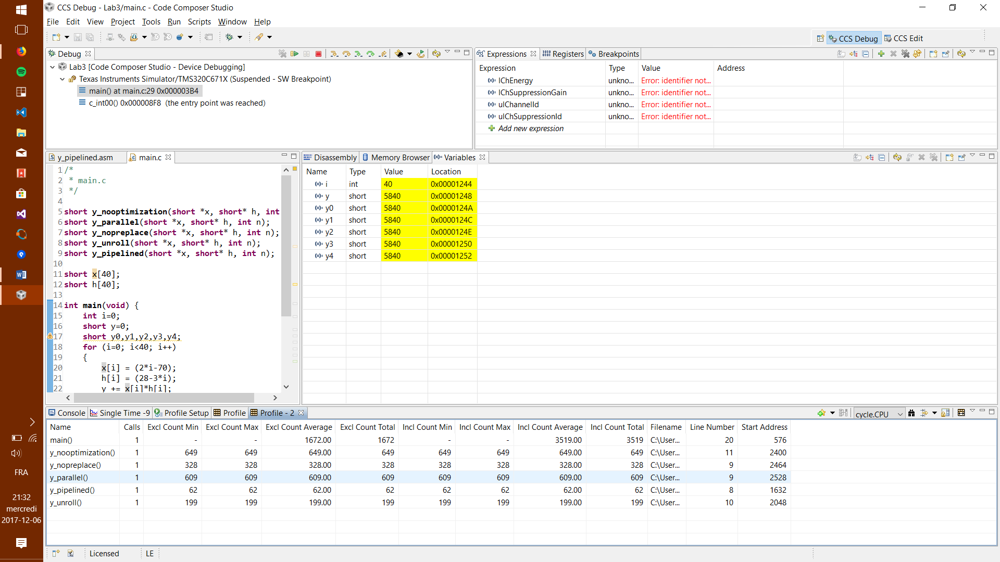 CCS Debug - Lab3/main.c - Code Composer Studio
File Edit View Project Tools Run Scripts Window Help
CCS Debug CCS Edit
Debug
Lab3 [Code Composer Studio - Device Debugging]
Texas Instruments Simulator/TMS320C671X (Suspended - SW Breakpoint)
main() at main.c:29 0x000003B4
c_int00() 0x000008F8 (the entry point was reached)
Expressions Registers Breakpoints
Expression Type Value Address
lChEnergy unkno... Error: identifier not...
lChSuppressionGain unkno... Error: identifier not...
ulChannelId unkno... Error: identifier not...
ulChSuppressionId unkno... Error: identifier not...
Add new expression
y_pipelined.asm main.c
1 /*
2 * main.c
3 */
4
5 short y_nooptimization(short *x, short* h, int
6 short y_parallel(short *x, short* h, int n);
7 short y_nopreplace(short *x, short* h, int n);
8 short y_unroll(short *x, short* h, int n);
9 short y_pipelined(short *x, short* h, int n);
10
11 short x[40];
12 short h[40];
13
14 int main(void) {
15 int i=0;
16 short y=0;
17 short y0,y1,y2,y3,y4;
18 for (i=0; i<40; i++)
19 {
20 x[i] = (2*i-70);
21 h[i] = (28-3*i);
22 y += x[i]*h[i];
Disassembly Memory Browser Variables
Name Type Value Location
i int 40 0x00001244
y short 5840 0x00001248
y0 short 5840 0x0000124A
y1 short 5840 0x0000124C
y2 short 5840 0x0000124E
y3 short 5840 0x00001250
y4 short 5840 0x00001252
Console Single Time -9 Profile Setup Profile Profile - 2
cycle.CPU
Name Calls Excl Count Min Excl Count Max Excl Count Average Excl Count Total Incl Count Min Incl Count Max Incl Count Average Incl Count Total Filename Line Number Start Address
main() 1 - - 1672.00 1672 - - 3519.00 3519 C:\User... 20 576
y_nooptimization() 1 649 649 649.00 649 649 649 649.00 649 C:\User... 11 2400
y_nopreplace() 1 328 328 328.00 328 328 328 328.00 328 C:\User... 9 2464
y_parallel() 1 609 609 609.00 609 609 609 609.00 609 C:\User... 9 2528
y_pipelined() 1 62 62 62.00 62 62 62 62.00 62 C:\User... 8 1632
y_unroll() 1 199 199 199.00 199 199 199 199.00 199 C:\User... 10 2048
Licensed LE
FRA
21:32
mercredi
2017-12-06